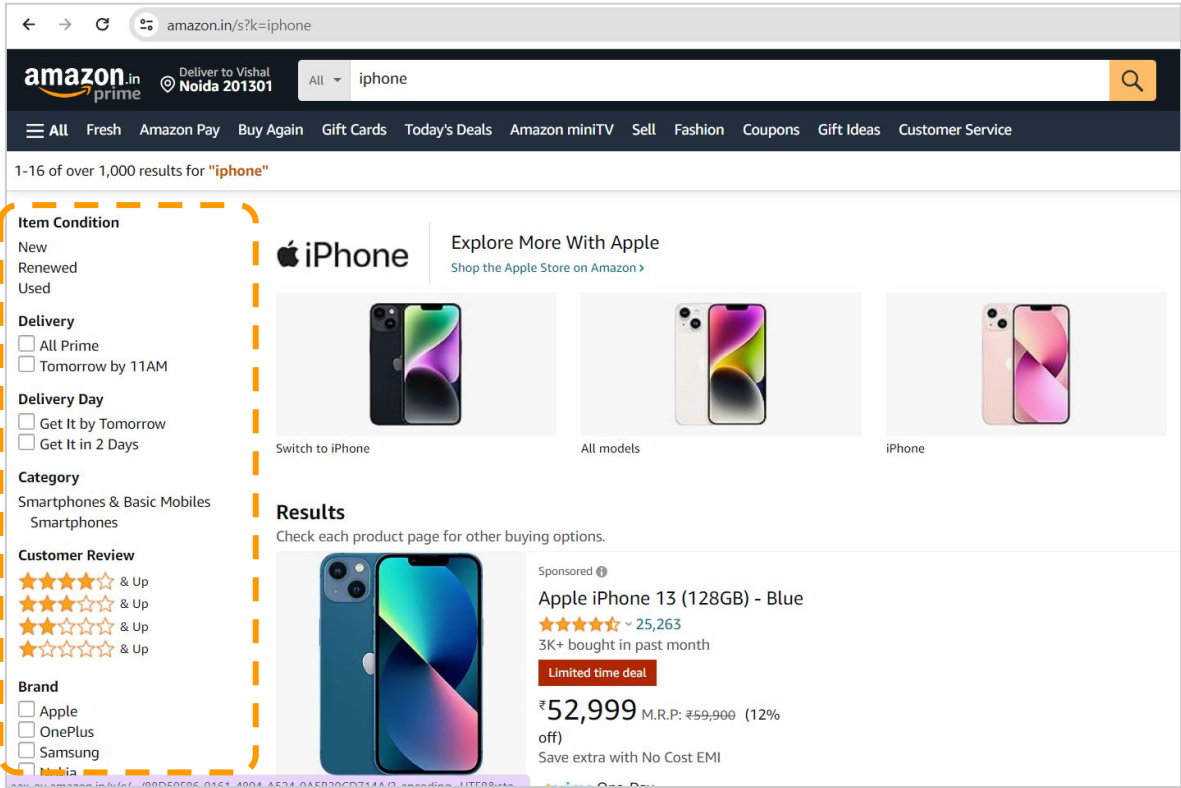 amazon.in/s?k=iphone
amazon.in
prime
Deliver to Vishal
Noida 201301
All
iphone
All Fresh Amazon Pay Buy Again Gift Cards Today's Deals Amazon miniTV Sell Fashion Coupons Gift Ideas Customer Service
1-16 of over 1,000 results for "iphone"
Item Condition
New
Renewed
Used
Delivery
All Prime
Tomorrow by 11AM
Delivery Day
Get It by Tomorrow
Get It in 2 Days
Category
Smartphones & Basic Mobiles
Smartphones
Customer Review
& Up
& Up
& Up
& Up
Brand
Apple
OnePlus
Samsung
Nokia
iPhone
Explore More With Apple
Shop the Apple Store on Amazon ›
Switch to iPhone
All models
iPhone
Results
Check each product page for other buying options.
Sponsored
Apple iPhone 13 (128GB) - Blue
25,263
3K+ bought in past month
Limited time deal
₹52,999 M.R.P: ₹59,900 (12%
off)
Save extra with No Cost EMI